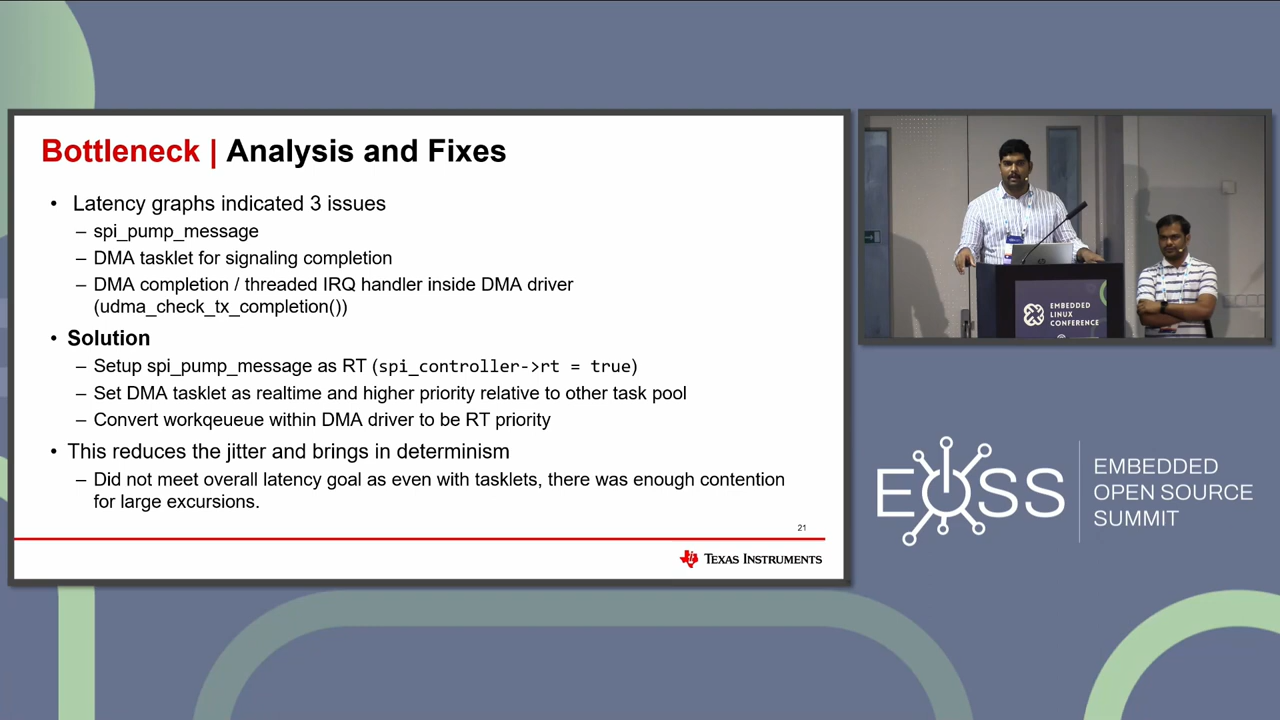 Bottleneck | Analysis and Fixes
• Latency graphs indicated 3 issues
– spi_pump_message
– DMA tasklet for signaling completion
– DMA completion / threaded IRQ handler inside DMA driver
(udma_check_tx_completion())
• Solution
– Setup spi_pump_message as RT (spi_controller->rt = true)
– Set DMA tasklet as realtime and higher priority relative to other task pool
– Convert workqeueue within DMA driver to be RT priority
• This reduces the jitter and brings in determinism
– Did not meet overall latency goal as even with tasklets, there was enough contention
for large excursions.
21
TEXAS INSTRUMENTS
EMBEDDED
LINUX
CONFERENCE
EOSS
EMBEDDED
OPEN SOURCE
SUMMIT